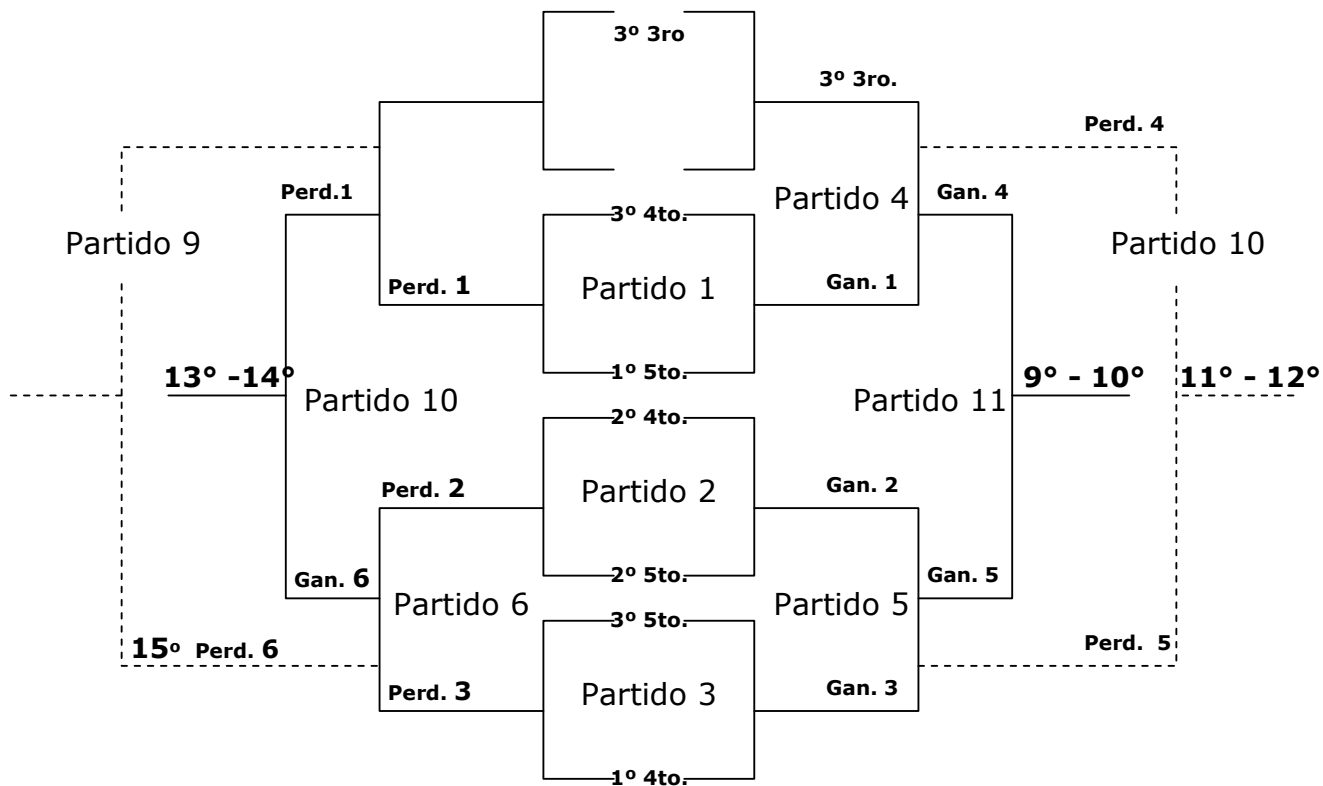 3º 3ro
3º 3ro.
Perd. 4
Perd.1
3º 4to.
Partido 4
Gan. 4
Partido 9
Partido 10
Perd. 1
Partido 1
Gan. 1
13° -14°
1º 5to.
9° - 10°
11° - 12°
Partido 10
2º 4to.
Partido 11
Perd. 2
Partido 2
Gan. 2
Gan. 6
2º 5to.
Gan. 5
Partido 6
3º 5to.
Partido 5
15º Perd. 6
Perd. 5
Perd. 3
Partido 3
Gan. 3
1º 4to.